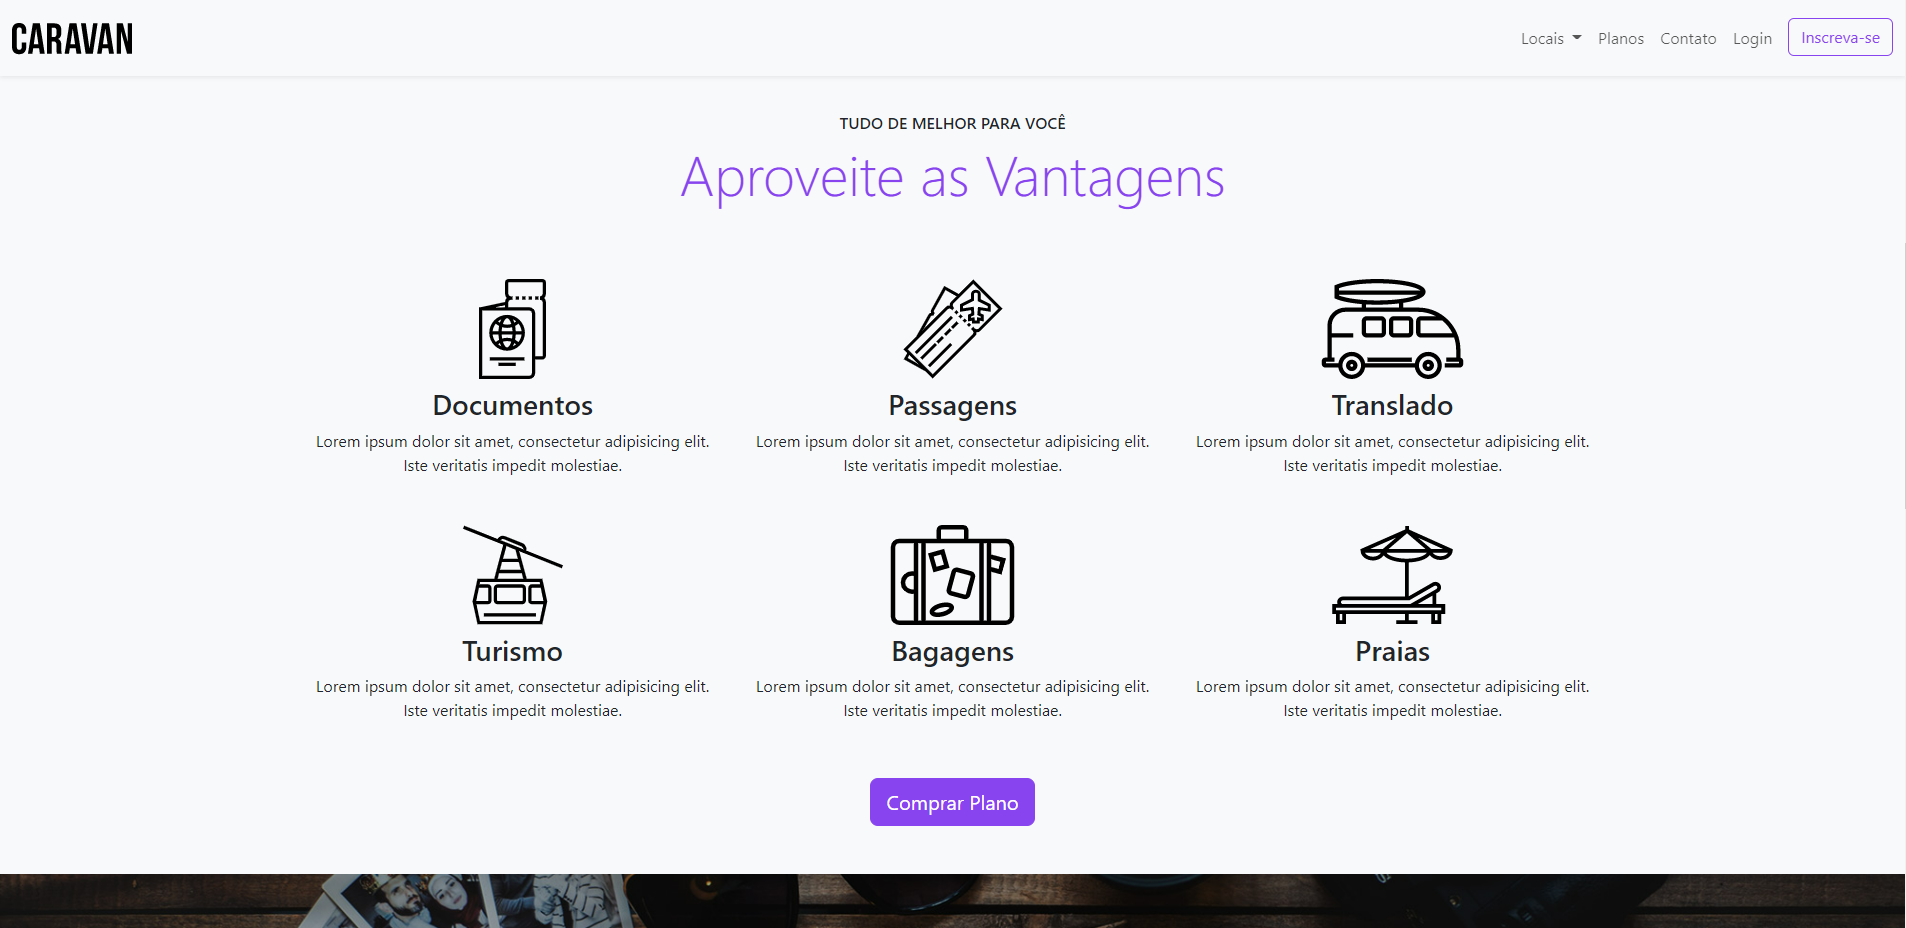 CARAVAN
Locais Planos Contato Login Inscreva-se
TUDO DE MELHOR PARA VOCÊ
Aproveite as Vantagens
Documentos Passagens Translado
Lorem ipsum dolor sit amet, consectetur adipisicing elit. Lorem ipsum dolor sit amet, consectetur adipisicing elit. Lorem ipsum dolor sit amet, consectetur adipisicing elit.
Iste veritatis impedit molestiae. Iste veritatis impedit molestiae. Iste veritatis impedit molestiae.
Turismo Bagagens Praias
Lorem ipsum dolor sit amet, consectetur adipisicing elit. Lorem ipsum dolor sit amet, consectetur adipisicing elit. Lorem ipsum dolor sit amet, consectetur adipisicing elit.
Iste veritatis impedit molestiae. Iste veritatis impedit molestiae. Iste veritatis impedit molestiae.
Comprar Plano